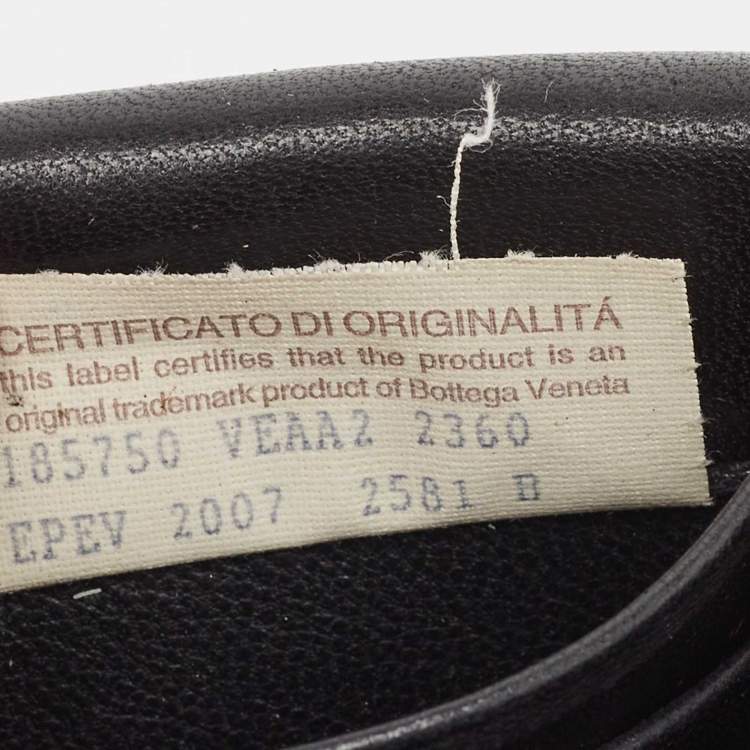 CERTIFICATO DI ORIGINALITÁ
this label certifies that the product is an
original trademark product of Bottega Veneta
185750 VEAA2 2360
EPEV 2007 2581 B